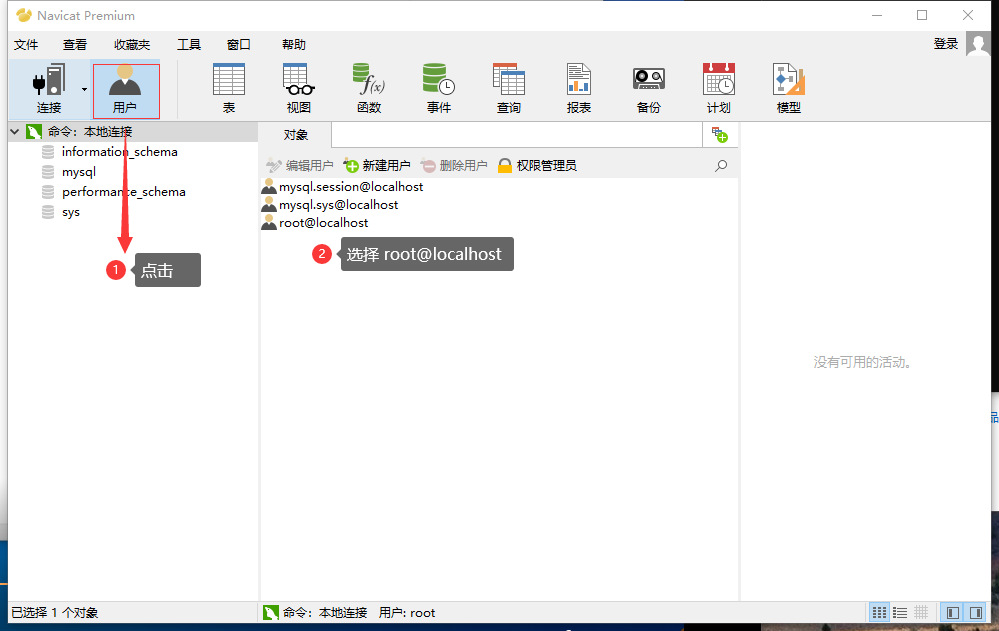 Navicat Premium
文件 查看 收藏夹 工具 窗口 帮助 登录
连接 用户 表 视图 函数 事件 查询 报表 备份 计划 模型
命令：本地连接
information_schema
mysql
performance_schema
sys
1 点击
对象
编辑用户 新建用户 删除用户 权限管理员
mysql.session@localhost
mysql.sys@localhost
root@localhost
2 选择 root@localhost
没有可用的活动。
品
已选择 1 个对象 命令：本地连接 用户: root